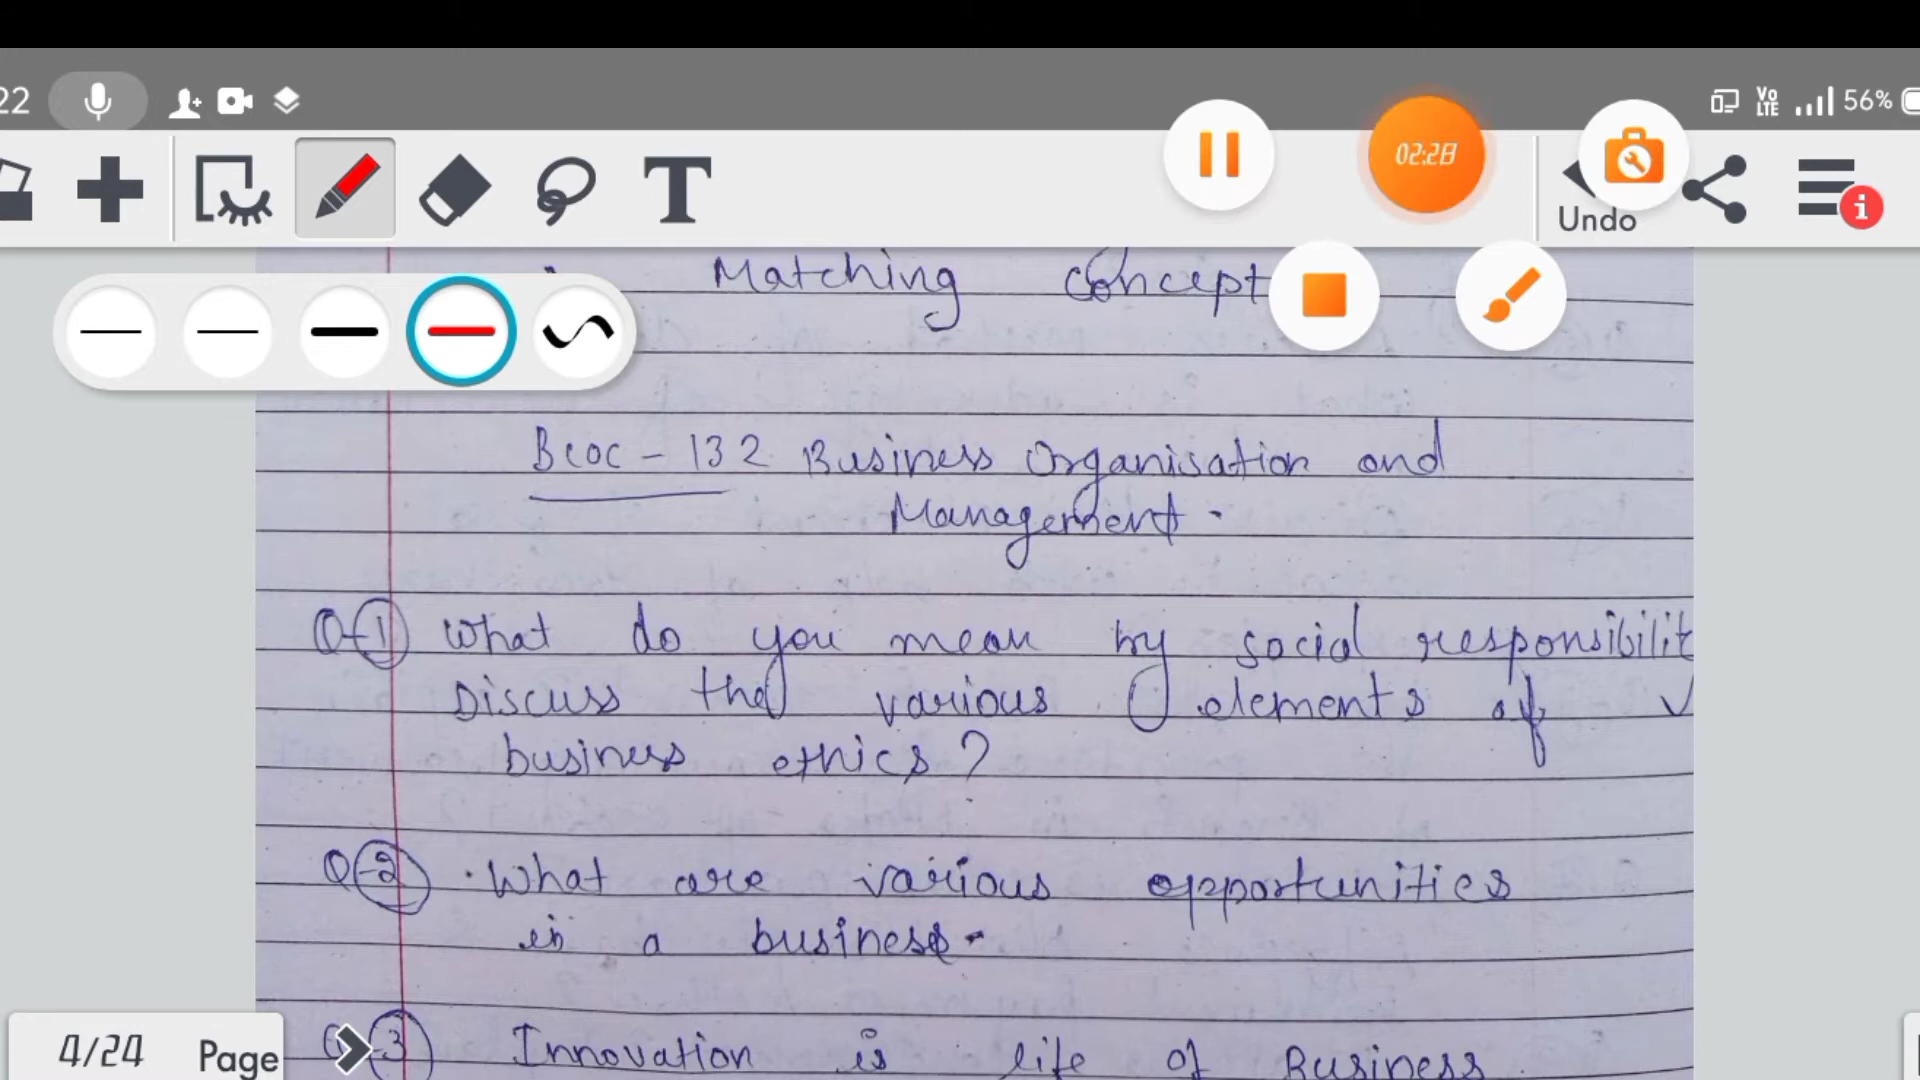 22
Vo LTE 56%
02:28
Undo
T
i
Matching Concept
Bcoc - 132 Business Organisation and
Management.
Q-1 What do you mean by social responsibilit
Discuss the various elements of
business ethics?
Q-2 What are various opportunities
in a business.
Q-3 Innovation is life of Business
4/24 Page